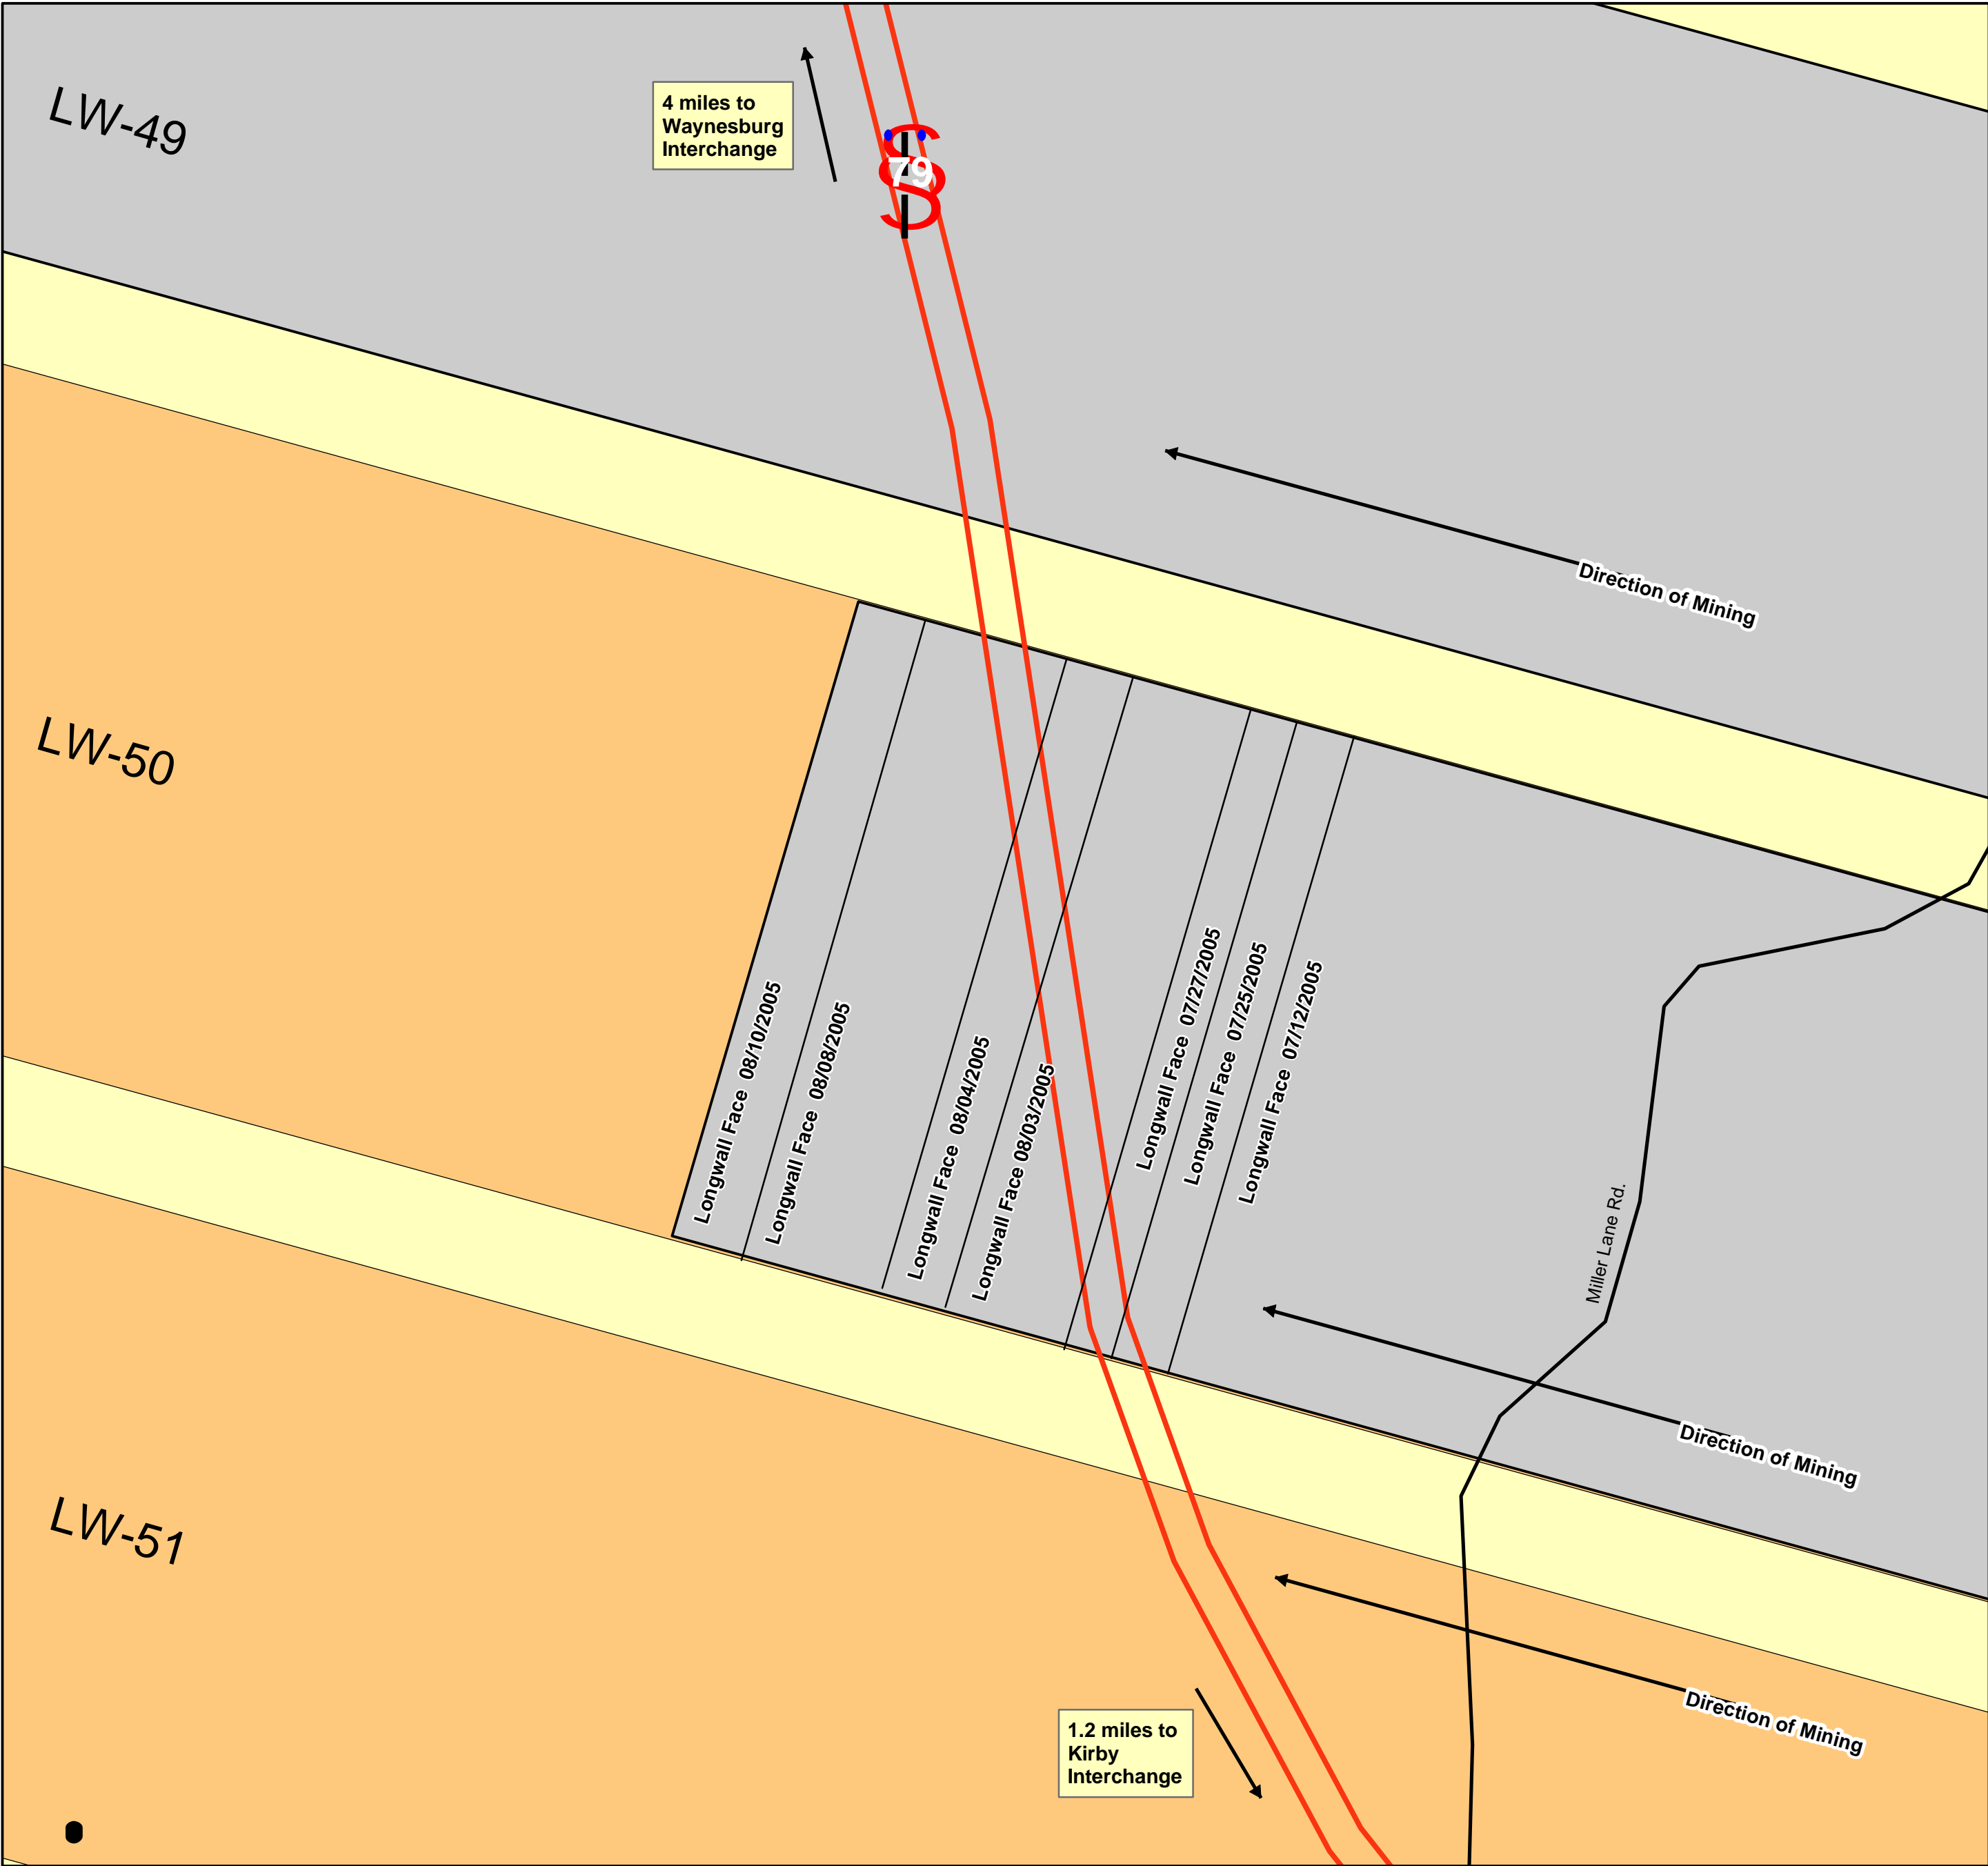 LW-49
4 miles to
Waynesburg
Interchange
79
Direction of Mining
LW-50
Longwall Face 08/10/2005
Longwall Face 08/08/2005
Longwall Face 08/04/2005
Longwall Face 08/03/2005
Longwall Face 07/27/2005
Longwall Face 07/25/2005
Longwall Face 07/12/2005
Miller Lane Rd.
Direction of Mining
LW-51
Direction of Mining
1.2 miles to
Kirby
Interchange